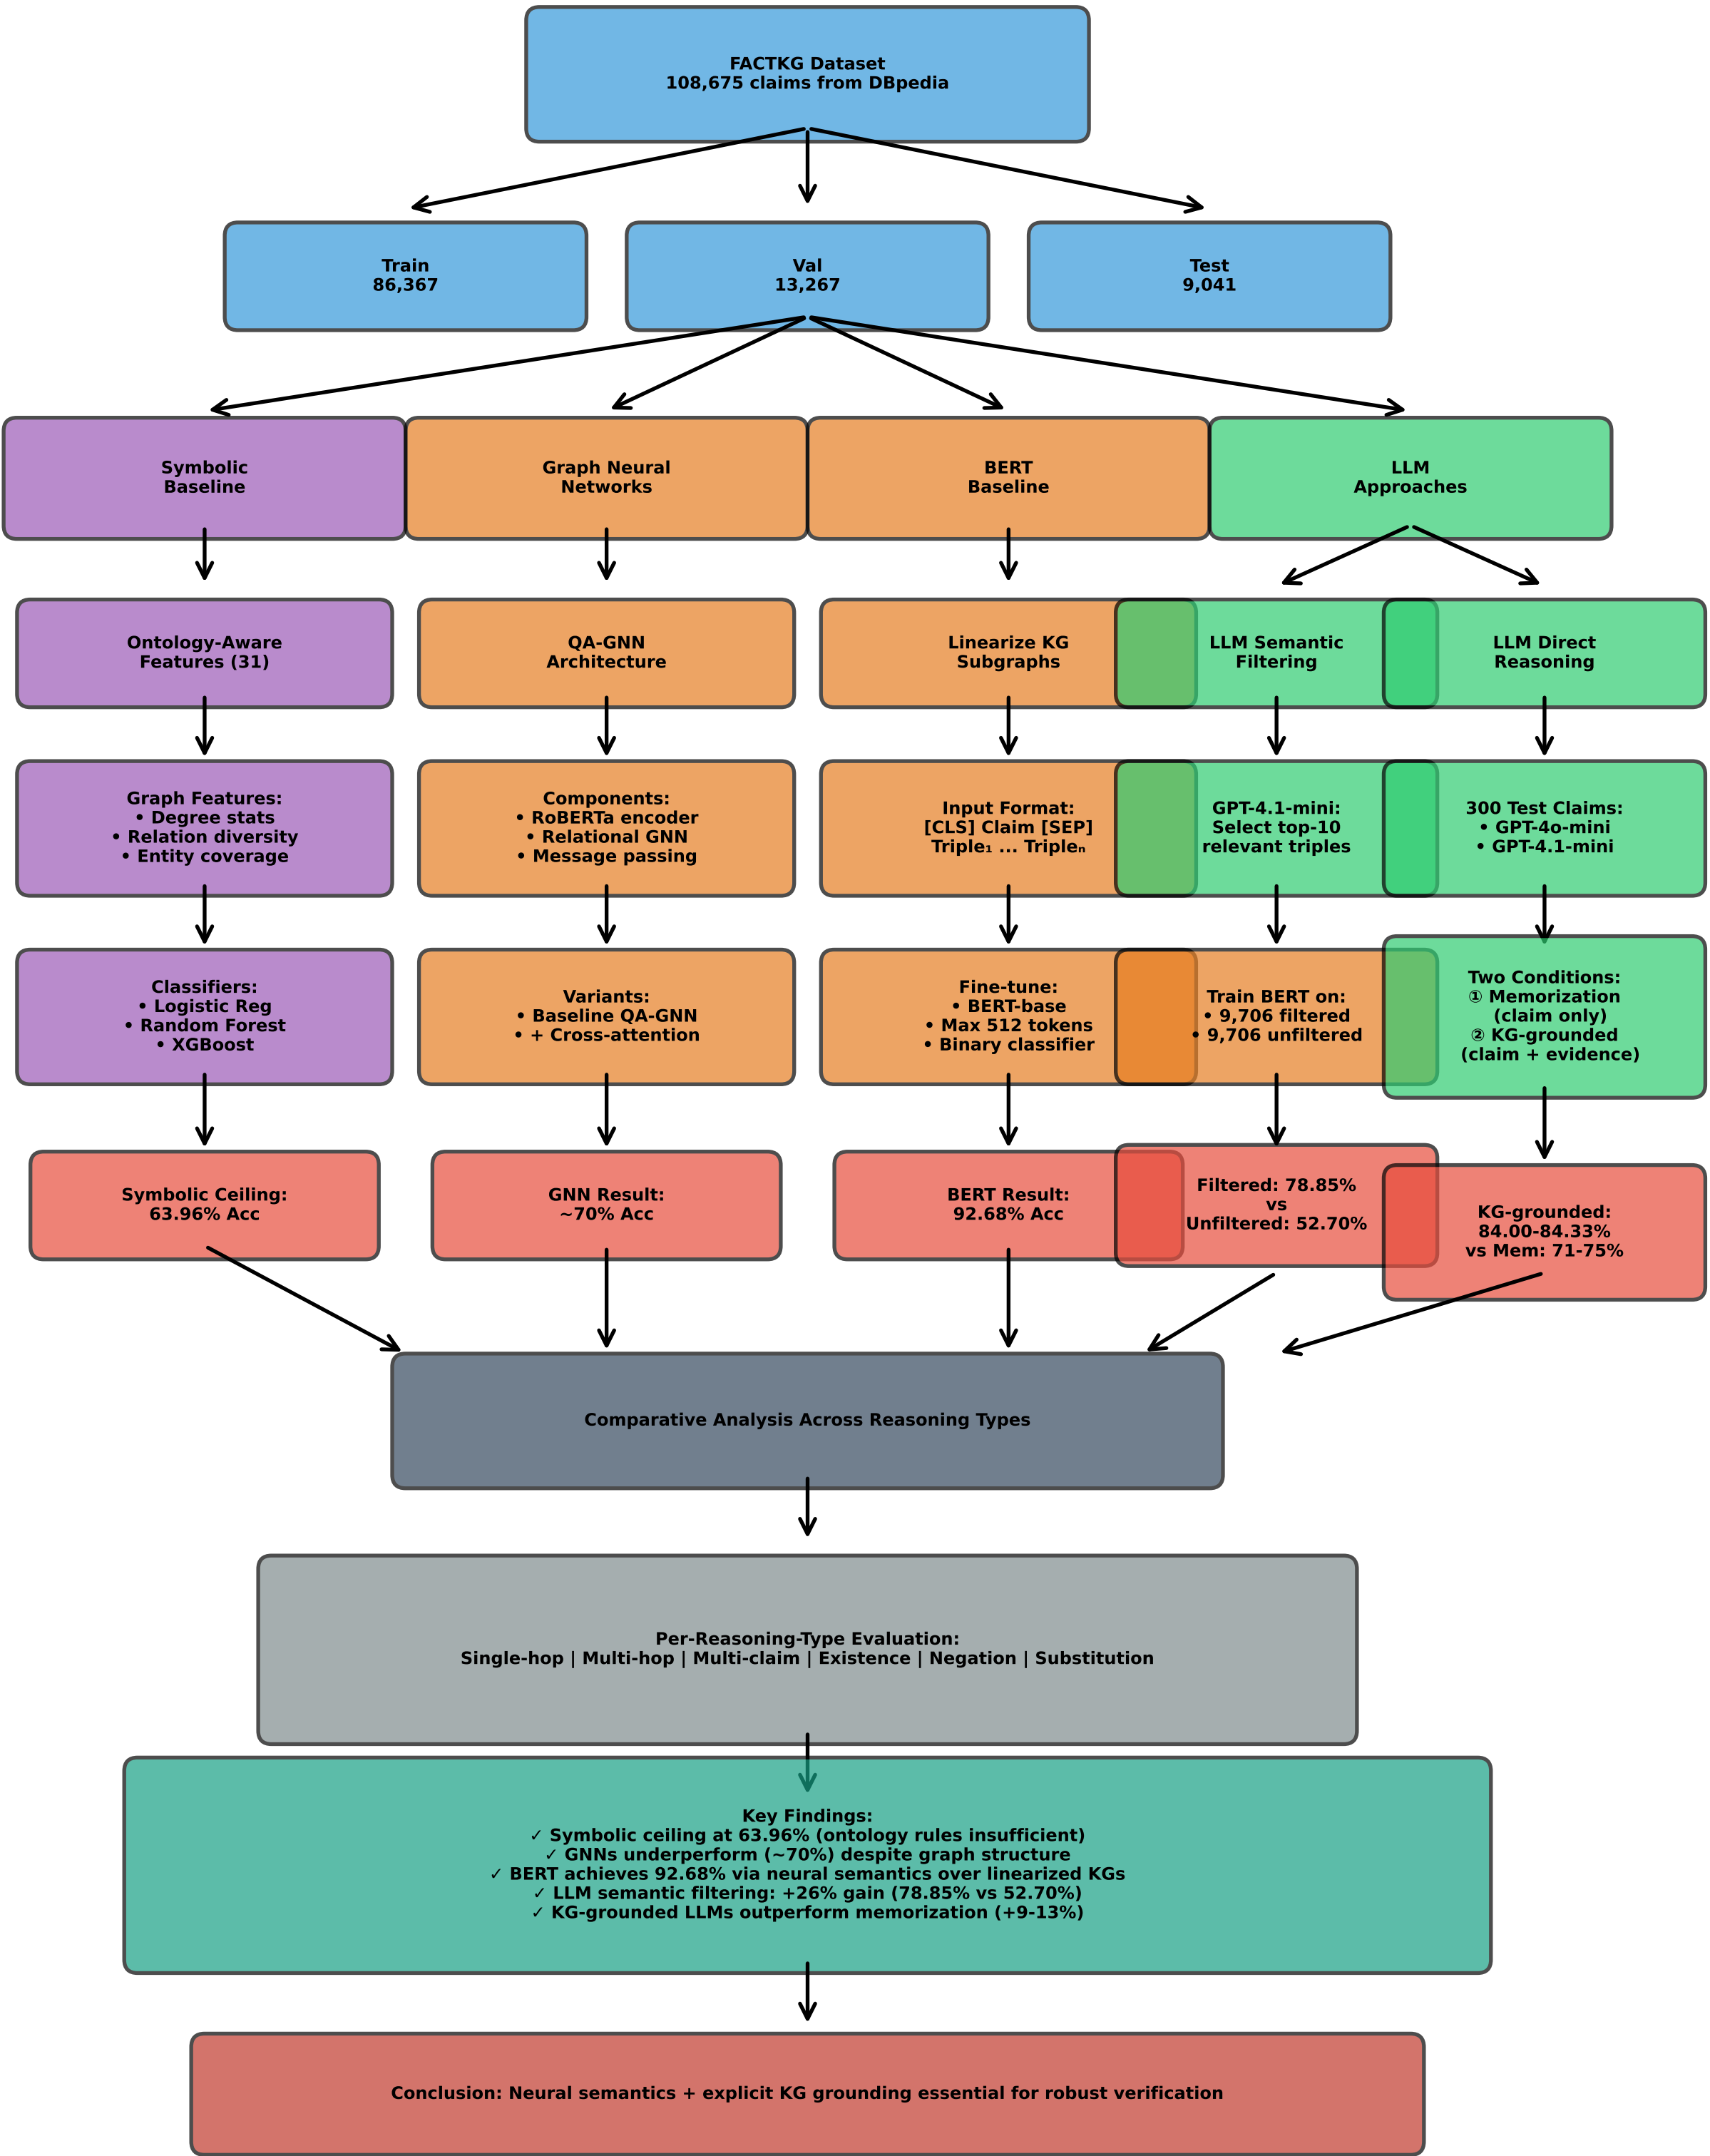 FACTKG Dataset
108,675 claims from DBpedia
Train
86,367
Val
13,267
Test
9,041
Symbolic
Baseline
Graph Neural
Networks
BERT
Baseline
LLM
Approaches
Ontology-Aware
Features (31)
QA-GNN
Architecture
Linearize KG
Subgraphs
LLM Semantic
Filtering
LLM Direct
Reasoning
Graph Features:
• Degree stats
• Relation diversity
• Entity coverage
Components:
• RoBERTa encoder
• Relational GNN
• Message passing
Input Format:
[CLS] Claim [SEP]
Triple₁ ... Tripleₙ
GPT-4.1-mini:
Select top-10
relevant triples
300 Test Claims:
• GPT-4o-mini
• GPT-4.1-mini
Classifiers:
• Logistic Reg
• Random Forest
• XGBoost
Variants:
• Baseline QA-GNN
• + Cross-attention
Fine-tune:
• BERT-base
• Max 512 tokens
• Binary classifier
Train BERT on:
• 9,706 filtered
• 9,706 unfiltered
Two Conditions:
① Memorization
(claim only)
② KG-grounded
(claim + evidence)
Symbolic Ceiling:
63.96% Acc
GNN Result:
~70% Acc
BERT Result:
92.68% Acc
Filtered: 78.85%
vs
Unfiltered: 52.70%
KG-grounded:
84.00-84.33%
vs Mem: 71-75%
Comparative Analysis Across Reasoning Types
Per-Reasoning-Type Evaluation:
Single-hop | Multi-hop | Multi-claim | Existence | Negation | Substitution
Key Findings:
✓ Symbolic ceiling at 63.96% (ontology rules insufficient)
✓ GNNs underperform (~70%) despite graph structure
✓ BERT achieves 92.68% via neural semantics over linearized KGs
✓ LLM semantic filtering: +26% gain (78.85% vs 52.70%)
✓ KG-grounded LLMs outperform memorization (+9-13%)
Conclusion: Neural semantics + explicit KG grounding essential for robust verification